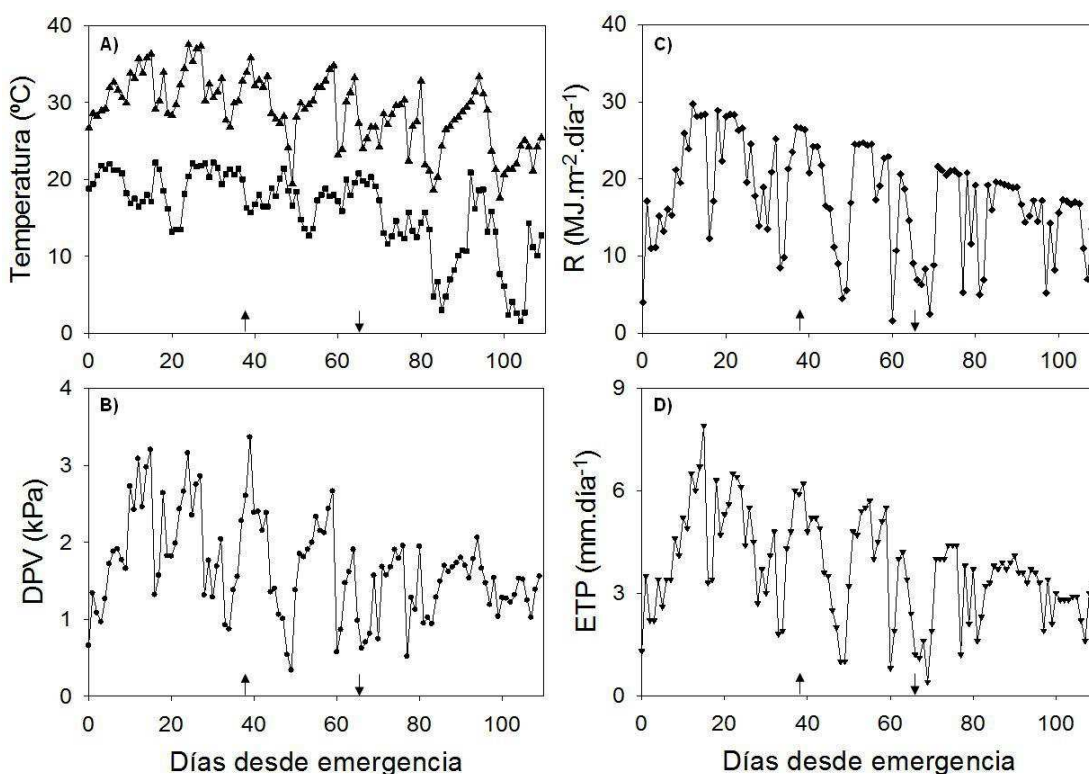 A)
Temperatura (ºC)
40
30
20
10
0
0 20 40 60 80 100
C)
R (MJ.m-2.día-1)
40
30
20
10
0
0 20 40 60 80 100
B)
DPV (kPa)
4
3
2
1
0
0 20 40 60 80 100
Días desde emergencia
D)
ETP (mm.día-1)
9
6
3
0
0 20 40 60 80 100
Días desde emergencia